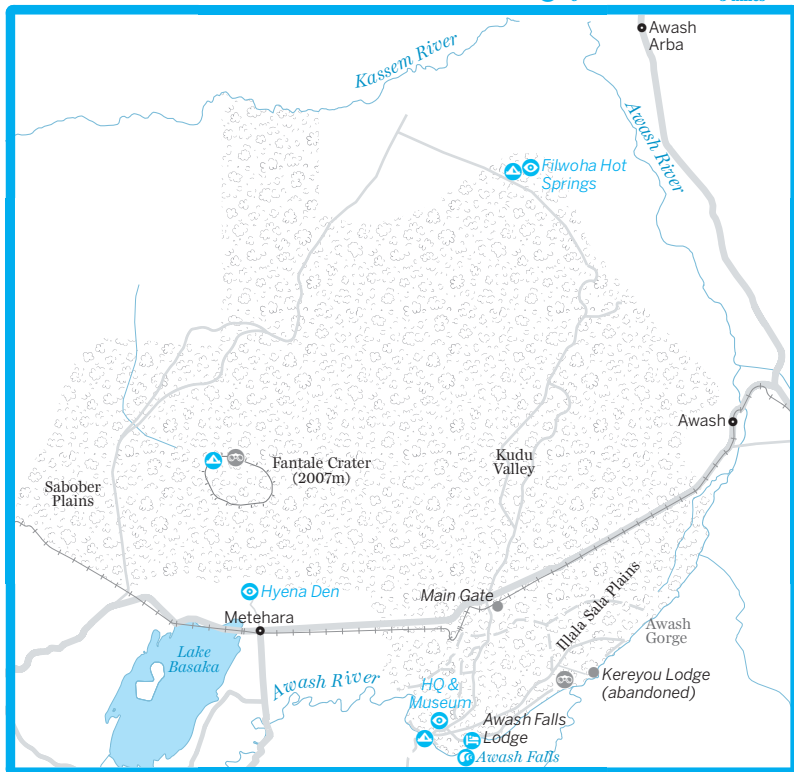 Awash
Arba
Kassem River
Awash River
Filwoha Hot
Springs
Awash
Fantale Crater
(2007m)
Kudu
Valley
Sabober
Plains
Hyena Den
Main Gate
Metehara
Illala Sala Plains
Awash
Gorge
Lake
Basaka
Awash River
HQ &
Museum
Kereyou Lodge
(abandoned)
Awash Falls
Lodge
Awash Falls